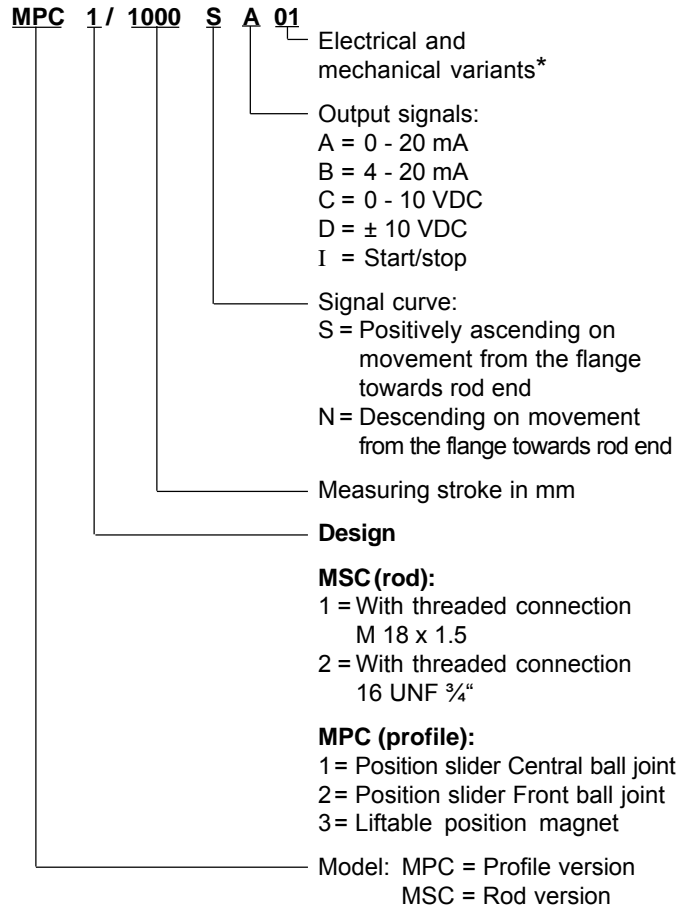 MPC 1 / 1000 S A 01
Electrical and
mechanical variants*
Output signals:
A = 0 - 20 mA
B = 4 - 20 mA
C = 0 - 10 VDC
D = ± 10 VDC
I = Start/stop
Signal curve:
S = Positively ascending on
movement from the flange
towards rod end
N = Descending on movement
from the flange towards rod end
Measuring stroke in mm
Design
MSC (rod):
1 = With threaded connection
M 18 x 1.5
2 = With threaded connection
16 UNF ¾“
MPC (profile):
1 = Position slider Central ball joint
2 = Position slider Front ball joint
3 = Liftable position magnet
Model: MPC = Profile version
MSC = Rod version